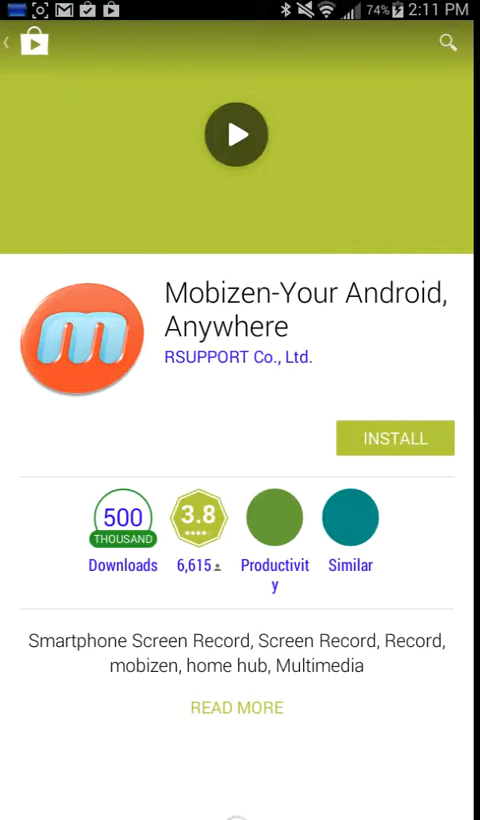 74% 2:11 PM
Mobizen-Your Android,
Anywhere
RSUPPORT Co., Ltd.
m
INSTALL
500
THOUSAND
3.8
Downloads
6,615
Productivit
y
Similar
Smartphone Screen Record, Screen Record, Record,
mobizen, home hub, Multimedia
READ MORE